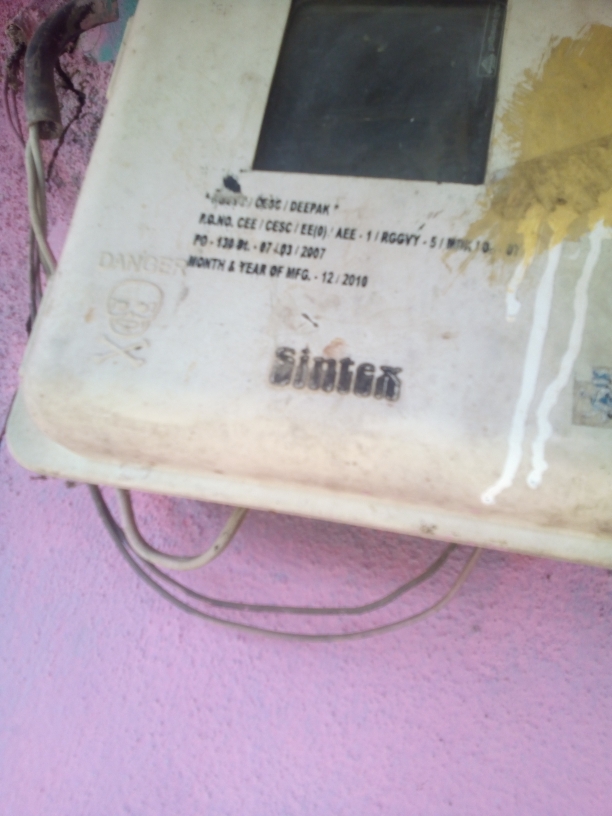 / CESC / DEEPAK "
P.O.NO. CEE / CESC / EE(O) / AEE - 1 / RGGVY - 5 /
PO - 130 Dt. - 07 / 03 / 2007
MONTH & YEAR OF MFG. - 12 / 2010
DANGER
Sintex